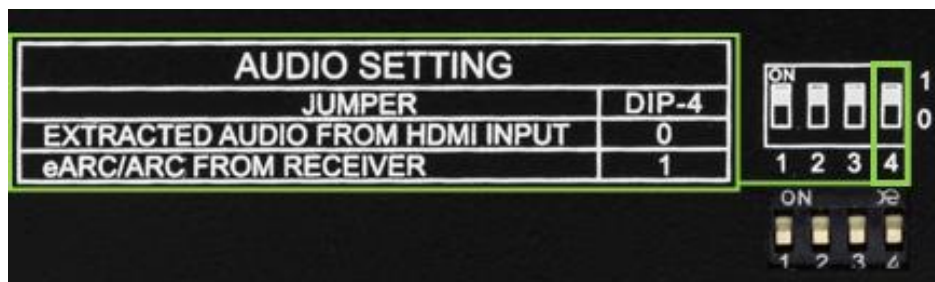 AUDIO SETTING
JUMPER DIP-4
EXTRACTED AUDIO FROM HDMI INPUT 0
eARC/ARC FROM RECEIVER 1
ON
1
0
1 2 3 4
ON
1 2 3 4